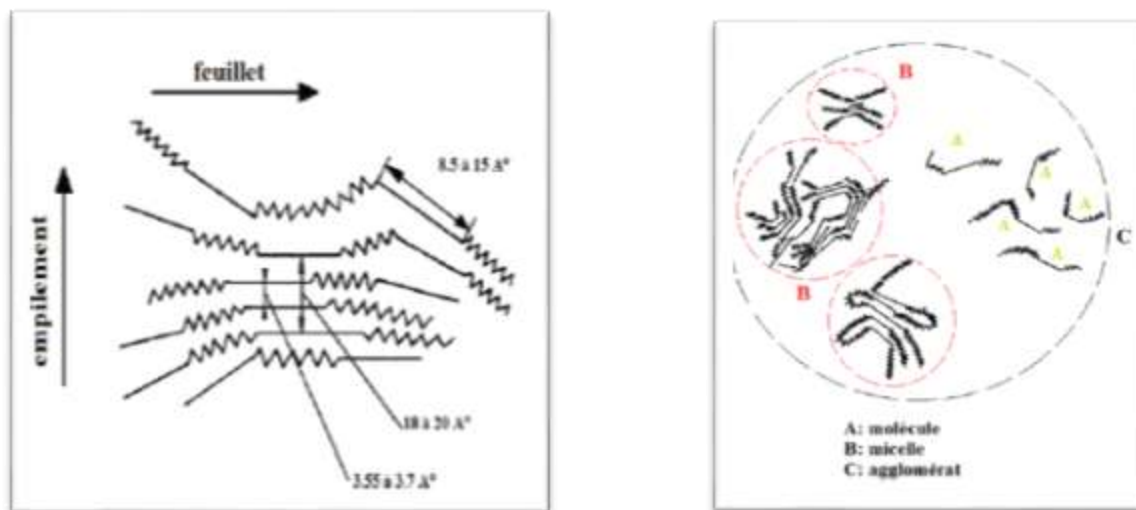 feuillet
empilement
8.5 à 15 A°
18 à 20 A°
3.55 à 3.7 A°
B
A
A
A
A
A
C
B
A: molécule
B: micelle
C: agglomérat